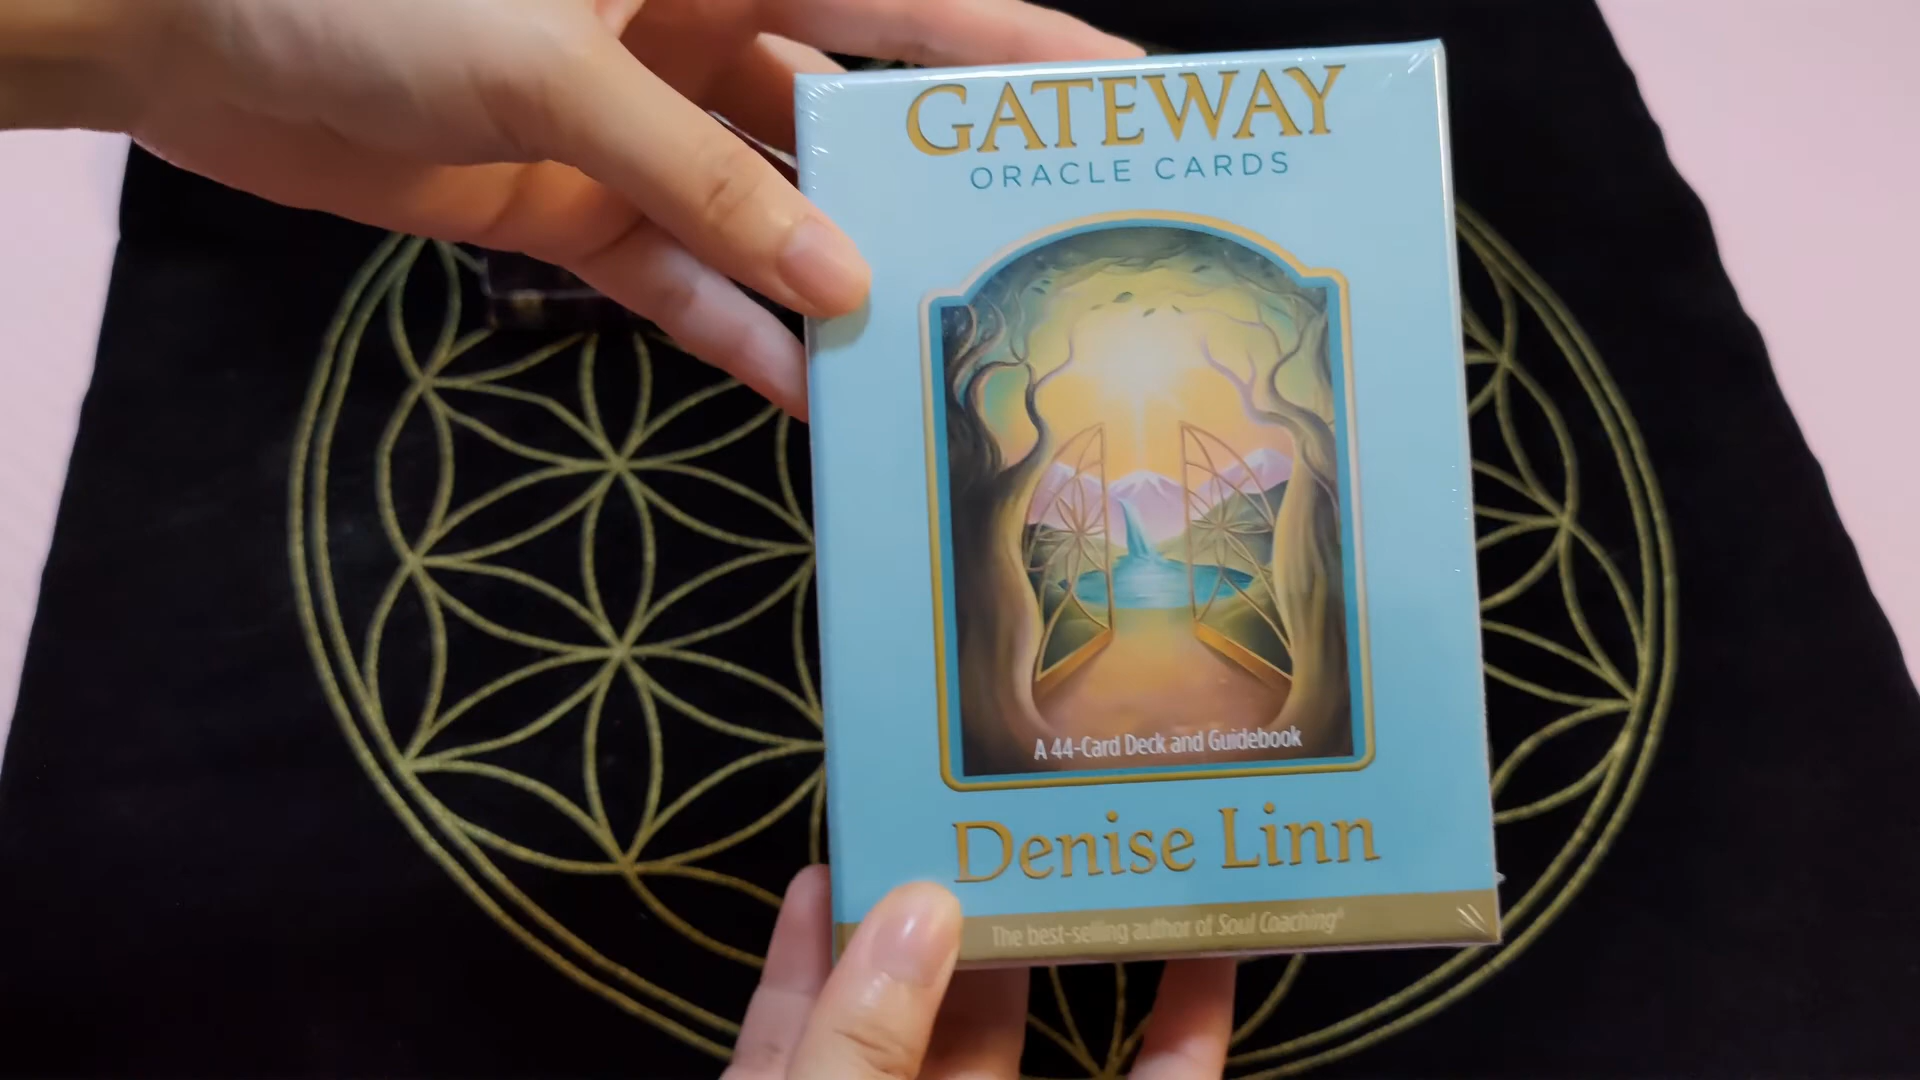 GATEWAY
ORACLE CARDS
A 44-Card Deck and Guidebook
Denise Linn
The best-selling author of Soul Coaching®